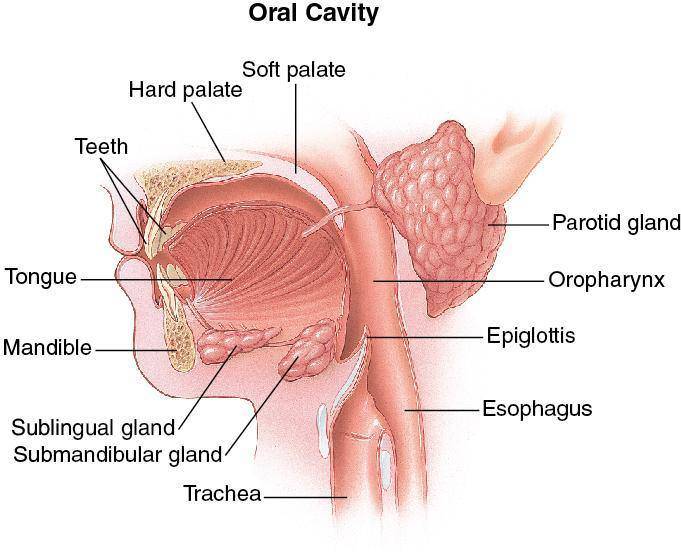 Oral Cavity
Soft palate
Hard palate
Teeth
Parotid gland
Tongue
Oropharynx
Epiglottis
Mandible
Esophagus
Sublingual gland
Submandibular gland
Trachea